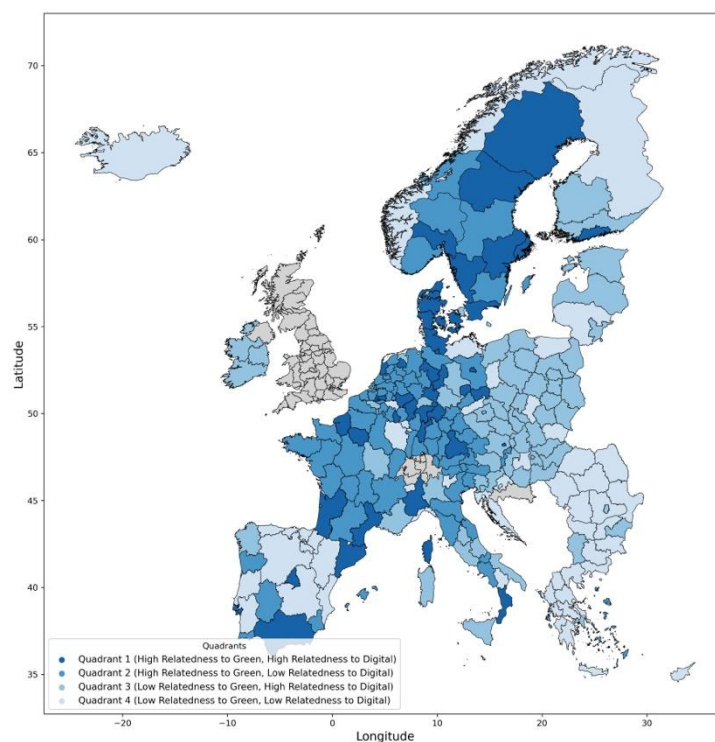 70
65
60
55
50
45
40
35
Latitude
Quadrants
Quadrant 1 (High Relatedness to Green, High Relatedness to Digital)
Quadrant 2 (High Relatedness to Green, Low Relatedness to Digital)
Quadrant 3 (Low Relatedness to Green, High Relatedness to Digital)
Quadrant 4 (Low Relatedness to Green, Low Relatedness to Digital)
−20 −10 0 10 20 30
Longitude